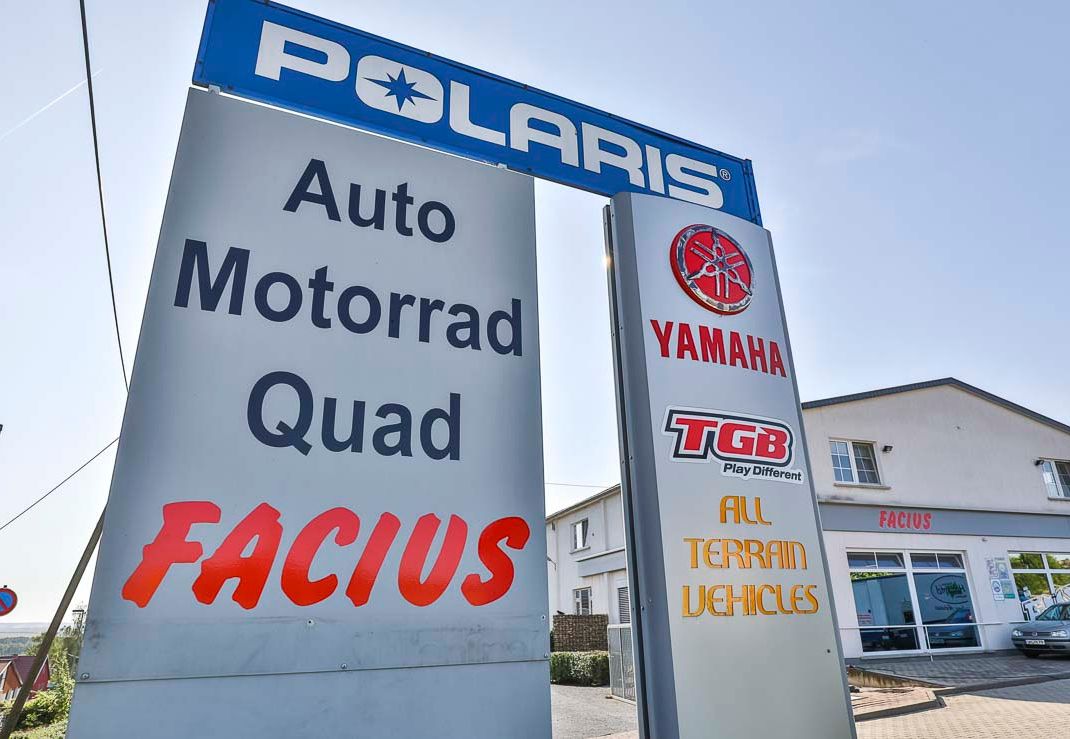 POLARIS®
Auto
Motorrad
Quad
FACIUS
YAMAHA
TGB
Play Different
ALL
TERRAIN
VEHICLES
FACIUS